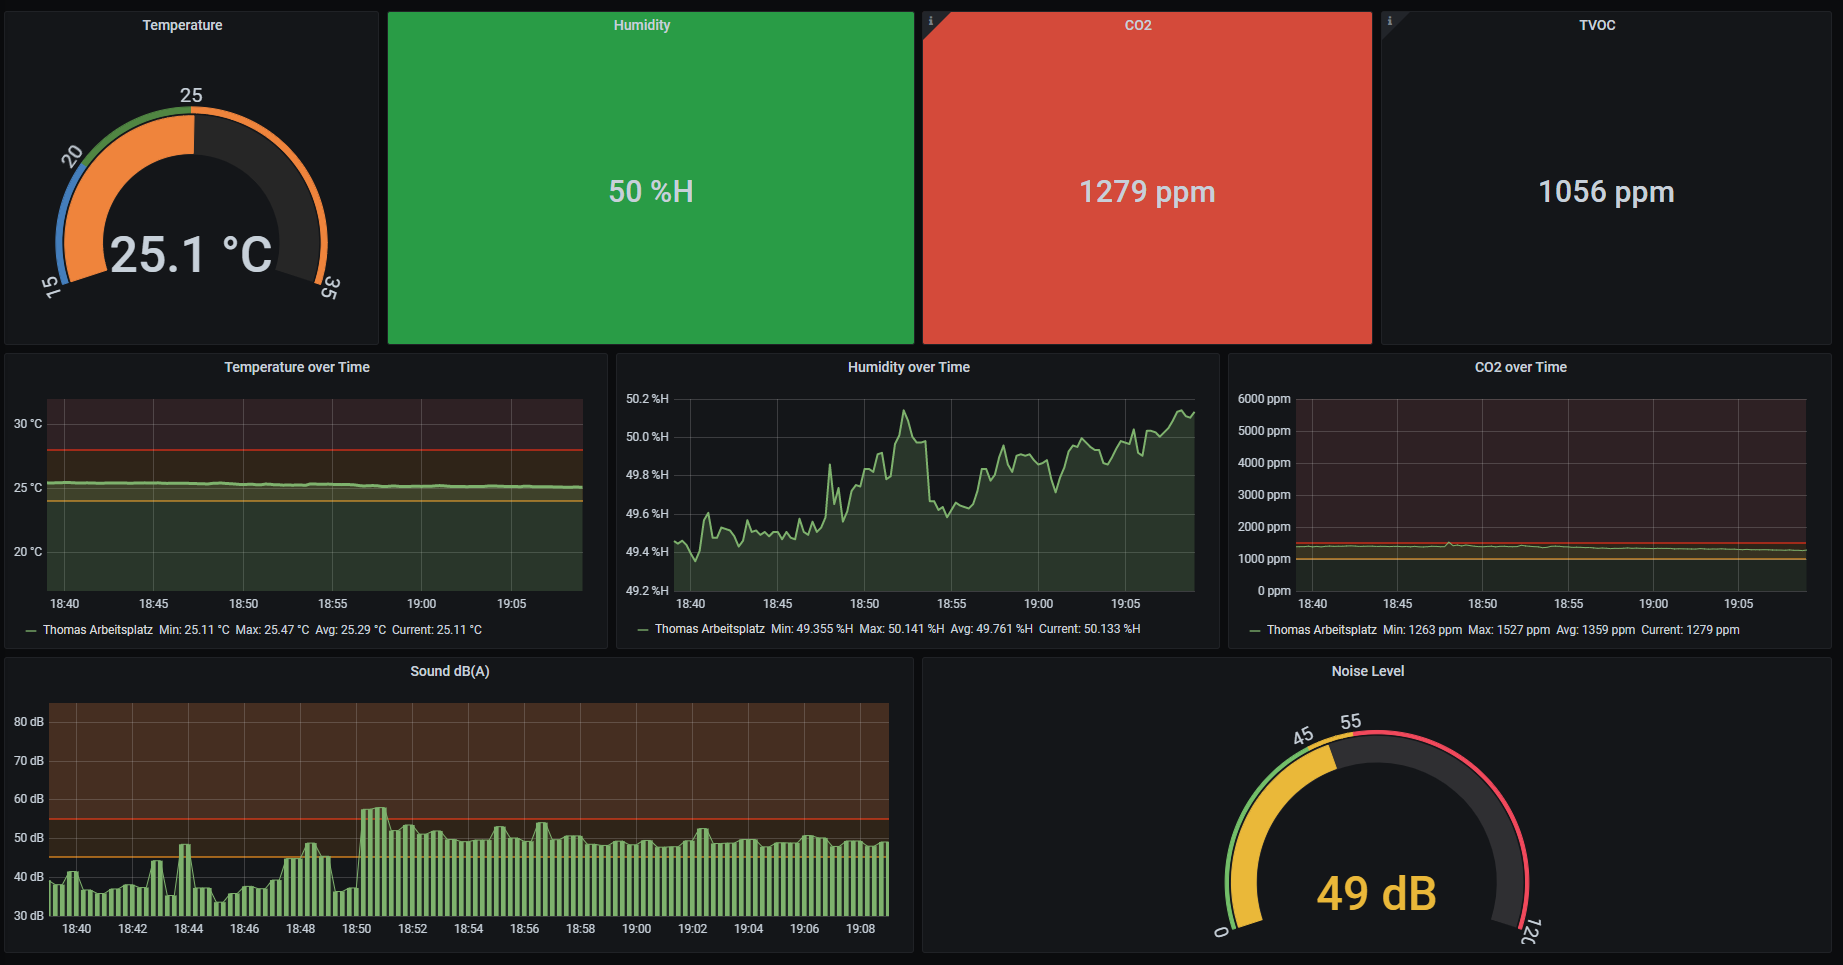 Temperature
Humidity
CO2
TVOC
15
20
25
35
25.1 °C
50 %H
1279 ppm
1056 ppm
Temperature over Time
30 °C
25 °C
20 °C
18:40 18:45 18:50 18:55 19:00 19:05
Thomas Arbeitsplatz Min: 25.11 °C Max: 25.47 °C Avg: 25.29 °C Current: 25.11 °C
Humidity over Time
50.2 %H
50.0 %H
49.8 %H
49.6 %H
49.4 %H
49.2 %H
18:40 18:45 18:50 18:55 19:00 19:05
Thomas Arbeitsplatz Min: 49.355 %H Max: 50.141 %H Avg: 49.761 %H Current: 50.133 %H
CO2 over Time
6000 ppm
5000 ppm
4000 ppm
3000 ppm
2000 ppm
1000 ppm
0 ppm
18:40 18:45 18:50 18:55 19:00 19:05
Thomas Arbeitsplatz Min: 1263 ppm Max: 1527 ppm Avg: 1359 ppm Current: 1279 ppm
Sound dB(A)
80 dB
70 dB
60 dB
50 dB
40 dB
30 dB
18:40 18:42 18:44 18:46 18:48 18:50 18:52 18:54 18:56 18:58 19:00 19:02 19:04 19:06 19:08
Noise Level
0
45
55
120
49 dB